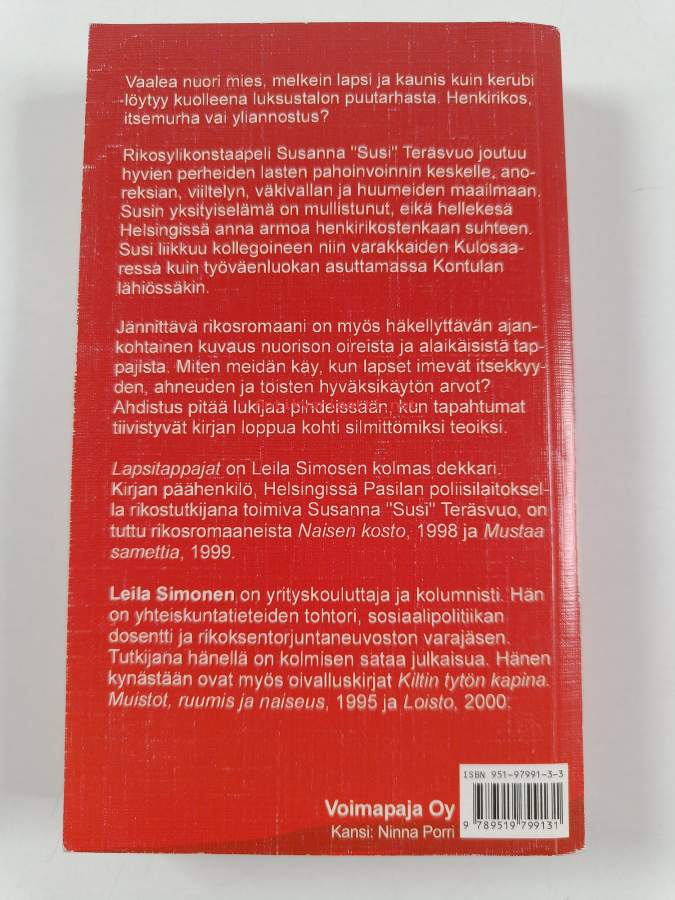 Vaalea nuori mies, melkein lapsi ja kaunis kuin kerubi
löytyy kuolleena luksustalon puutarhasta. Henkirikos,
itsemurha vai yliannostus?
Rikosylikonstaapeli Susanna "Susi" Teräsvuo joutuu
hyvien perheiden lasten pahoinvoinnin keskelle, ano-
reksian, viiltelyn, väkivallan ja huumeiden maailmaan.
Susin yksityiselämä on mullistunut, eikä hellekesä
Helsingissä anna armoa henkirikostenkaan suhteen.
Susi liikkuu kollegoineen niin varakkaiden Kulosaa-
ressa kuin työväenluokan asuttamassa Kontulan
lähiössäkin.
Jännittävä rikosromaani on myös häkellyttävän ajan-
kohtainen kuvaus nuorison oireista ja alaikäisistä tap-
pajista. Miten meidän käy, kun lapset imevät itsekkyy-
den, ahneuden ja toisten hyväksikäytön arvot?
Ahdistus pitää lukijaa pihdeissään, kun tapahtumat
tiivistyvät kirjan loppua kohti silmittömiksi teoiksi.
Lapsitappajat on Leila Simosen kolmas dekkari.
Kirjan päähenkilö, Helsingissä Pasilan poliisilaitoksel-
la rikostutkijana toimiva Susanna "Susi" Teräsvuo, on
tuttu rikosromaaneista Naisen kosto, 1998 ja Mustaa
samettia, 1999.
Leila Simonen on yrityskouluttaja ja kolumnisti. Hän
on yhteiskuntatieteiden tohtori, sosiaalipolitiikan
dosentti ja rikoksentorjuntaneuvoston varajäsen.
Tutkijana hänellä on kolmisen sataa julkaisua. Hänen
kynästään ovat myös oivalluskirjat Kiltin tytön kapina.
Muistot, ruumis ja naiseus, 1995 ja Loisto, 2000.
ISBN 951-97991-3-3
Voimapaja Oy
Kansi: Ninna Porri
9 789519 799131